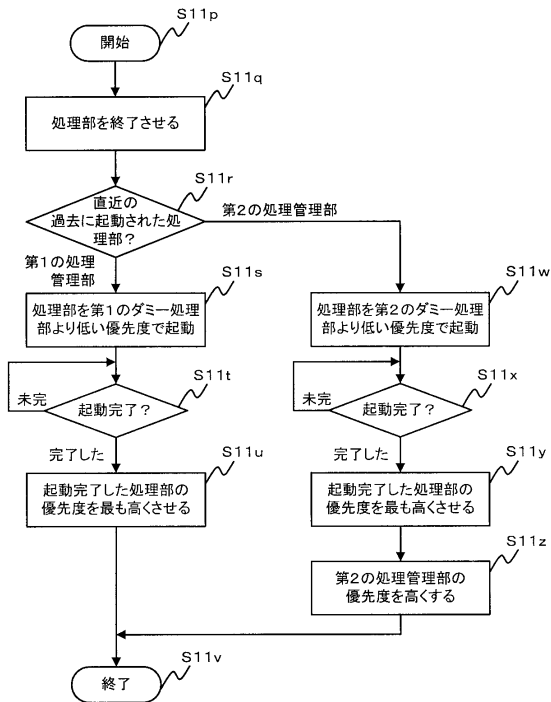 S11p
開始
S11q
処理部を終了させる
S11r
直近の
過去に起動された処
理部?
第2の処理管理部
第1の処理
管理部
S11s
処理部を第1のダミー処理
部より低い優先度で起動
S11w
処理部を第2のダミー処理
部より低い優先度で起動
S11t
起動完了?
未完
完了した
S11x
起動完了?
未完
完了した
S11u
起動完了した処理部の
優先度を最も高くさせる
S11y
起動完了した処理部の
優先度を最も高くさせる
S11z
第2の処理管理部の
優先度を高くする
S11v
終了